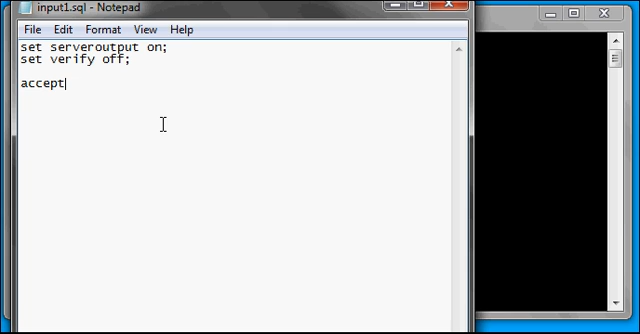 input1.sql - Notepad
File Edit Format View Help
set serveroutput on;
set verify off;
accept